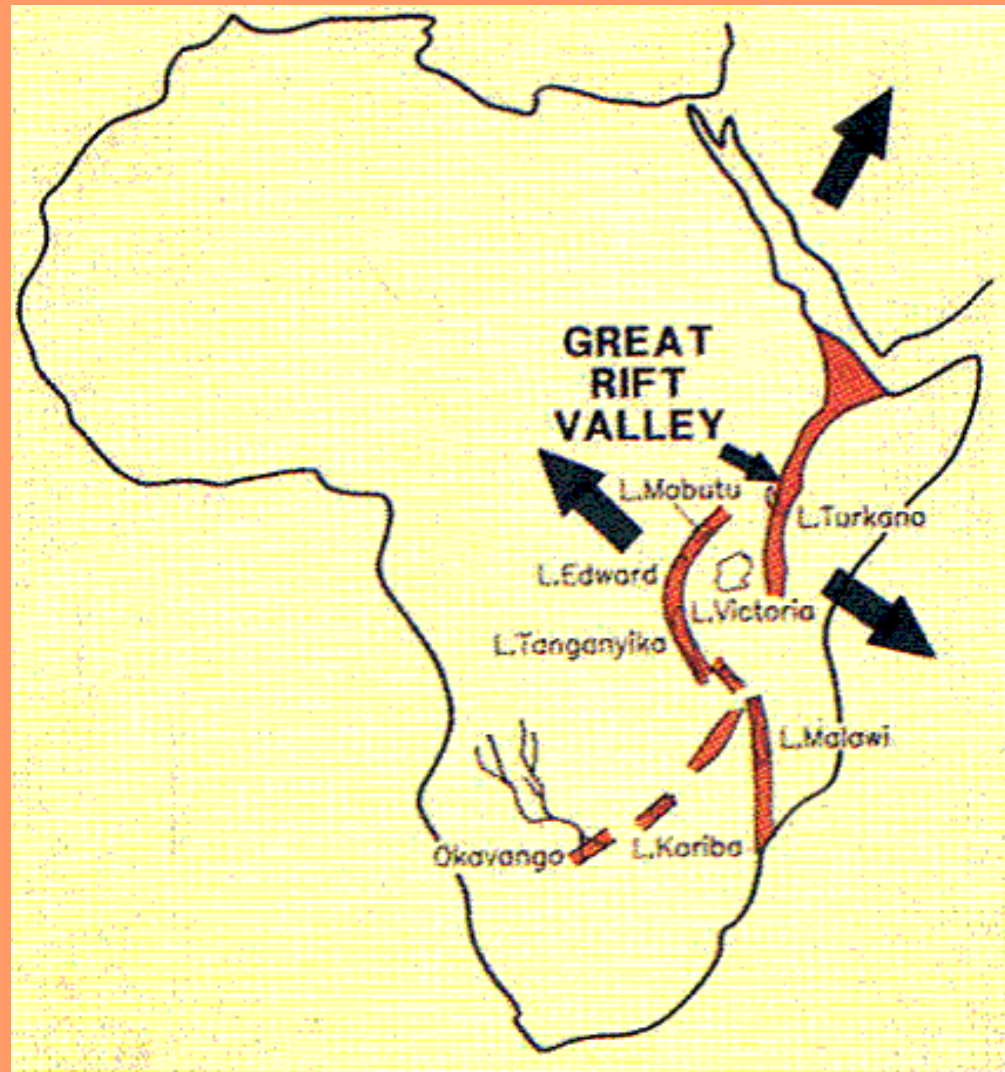 GREAT
RIFT
VALLEY
L.Mobutu
L.Turkana
L.Edward
L.Victoria
L.Tanganyika
L.Malawi
Okavango
L.Kariba